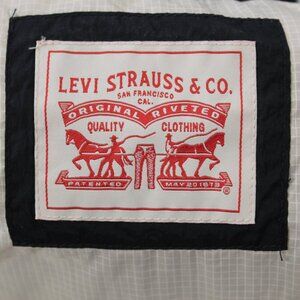 LEVI STRAUSS & CO.
SAN FRANCISCO
CAL.
ORIGINAL RIVETED
QUALITY CLOTHING
PATENTED MAY 20 1873
®